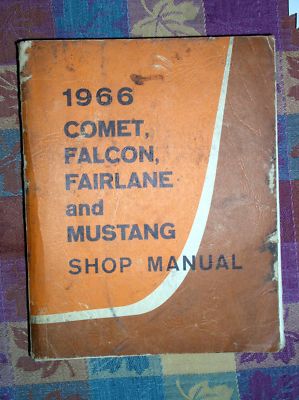 1966
COMET,
FALCON,
FAIRLANE
and
MUSTANG
SHOP MANUAL